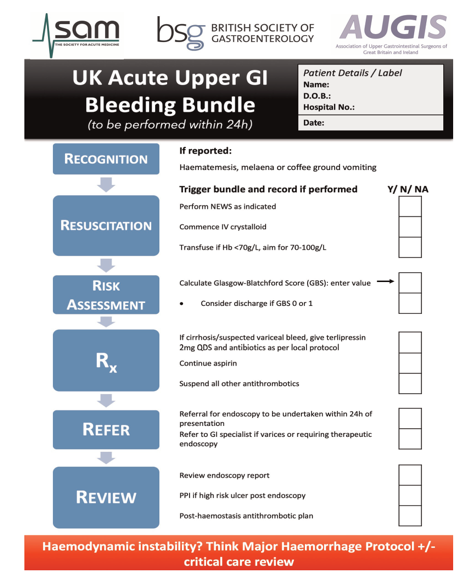 sam
THE SOCIETY FOR ACUTE MEDICINE
bsg BRITISH SOCIETY OF
GASTROENTEROLOGY
AUGIS
Association of Upper Gastrointestinal Surgeons of
Great Britain and Ireland
UK Acute Upper GI
Bleeding Bundle
(to be performed within 24h)
Patient Details / Label
Name:
D.O.B.:
Hospital No.:
Date:
RECOGNITION
If reported:
Haematemesis, melaena or coffee ground vomiting
Trigger bundle and record if performed Y/ N/ NA
RESUSCITATION
Perform NEWS as indicated
Commence IV crystalloid
Transfuse if Hb <70g/L, aim for 70-100g/L
RISK
ASSESSMENT
Calculate Glasgow-Blatchford Score (GBS): enter value
• Consider discharge if GBS 0 or 1
Rx
If cirrhosis/suspected variceal bleed, give terlipressin
2mg QDS and antibiotics as per local protocol
Continue aspirin
Suspend all other antithrombotics
REFER
Referral for endoscopy to be undertaken within 24h of
presentation
Refer to GI specialist if varices or requiring therapeutic
endoscopy
REVIEW
Review endoscopy report
PPI if high risk ulcer post endoscopy
Post-haemostasis antithrombotic plan
Haemodynamic instability? Think Major Haemorrhage Protocol +/-
critical care review